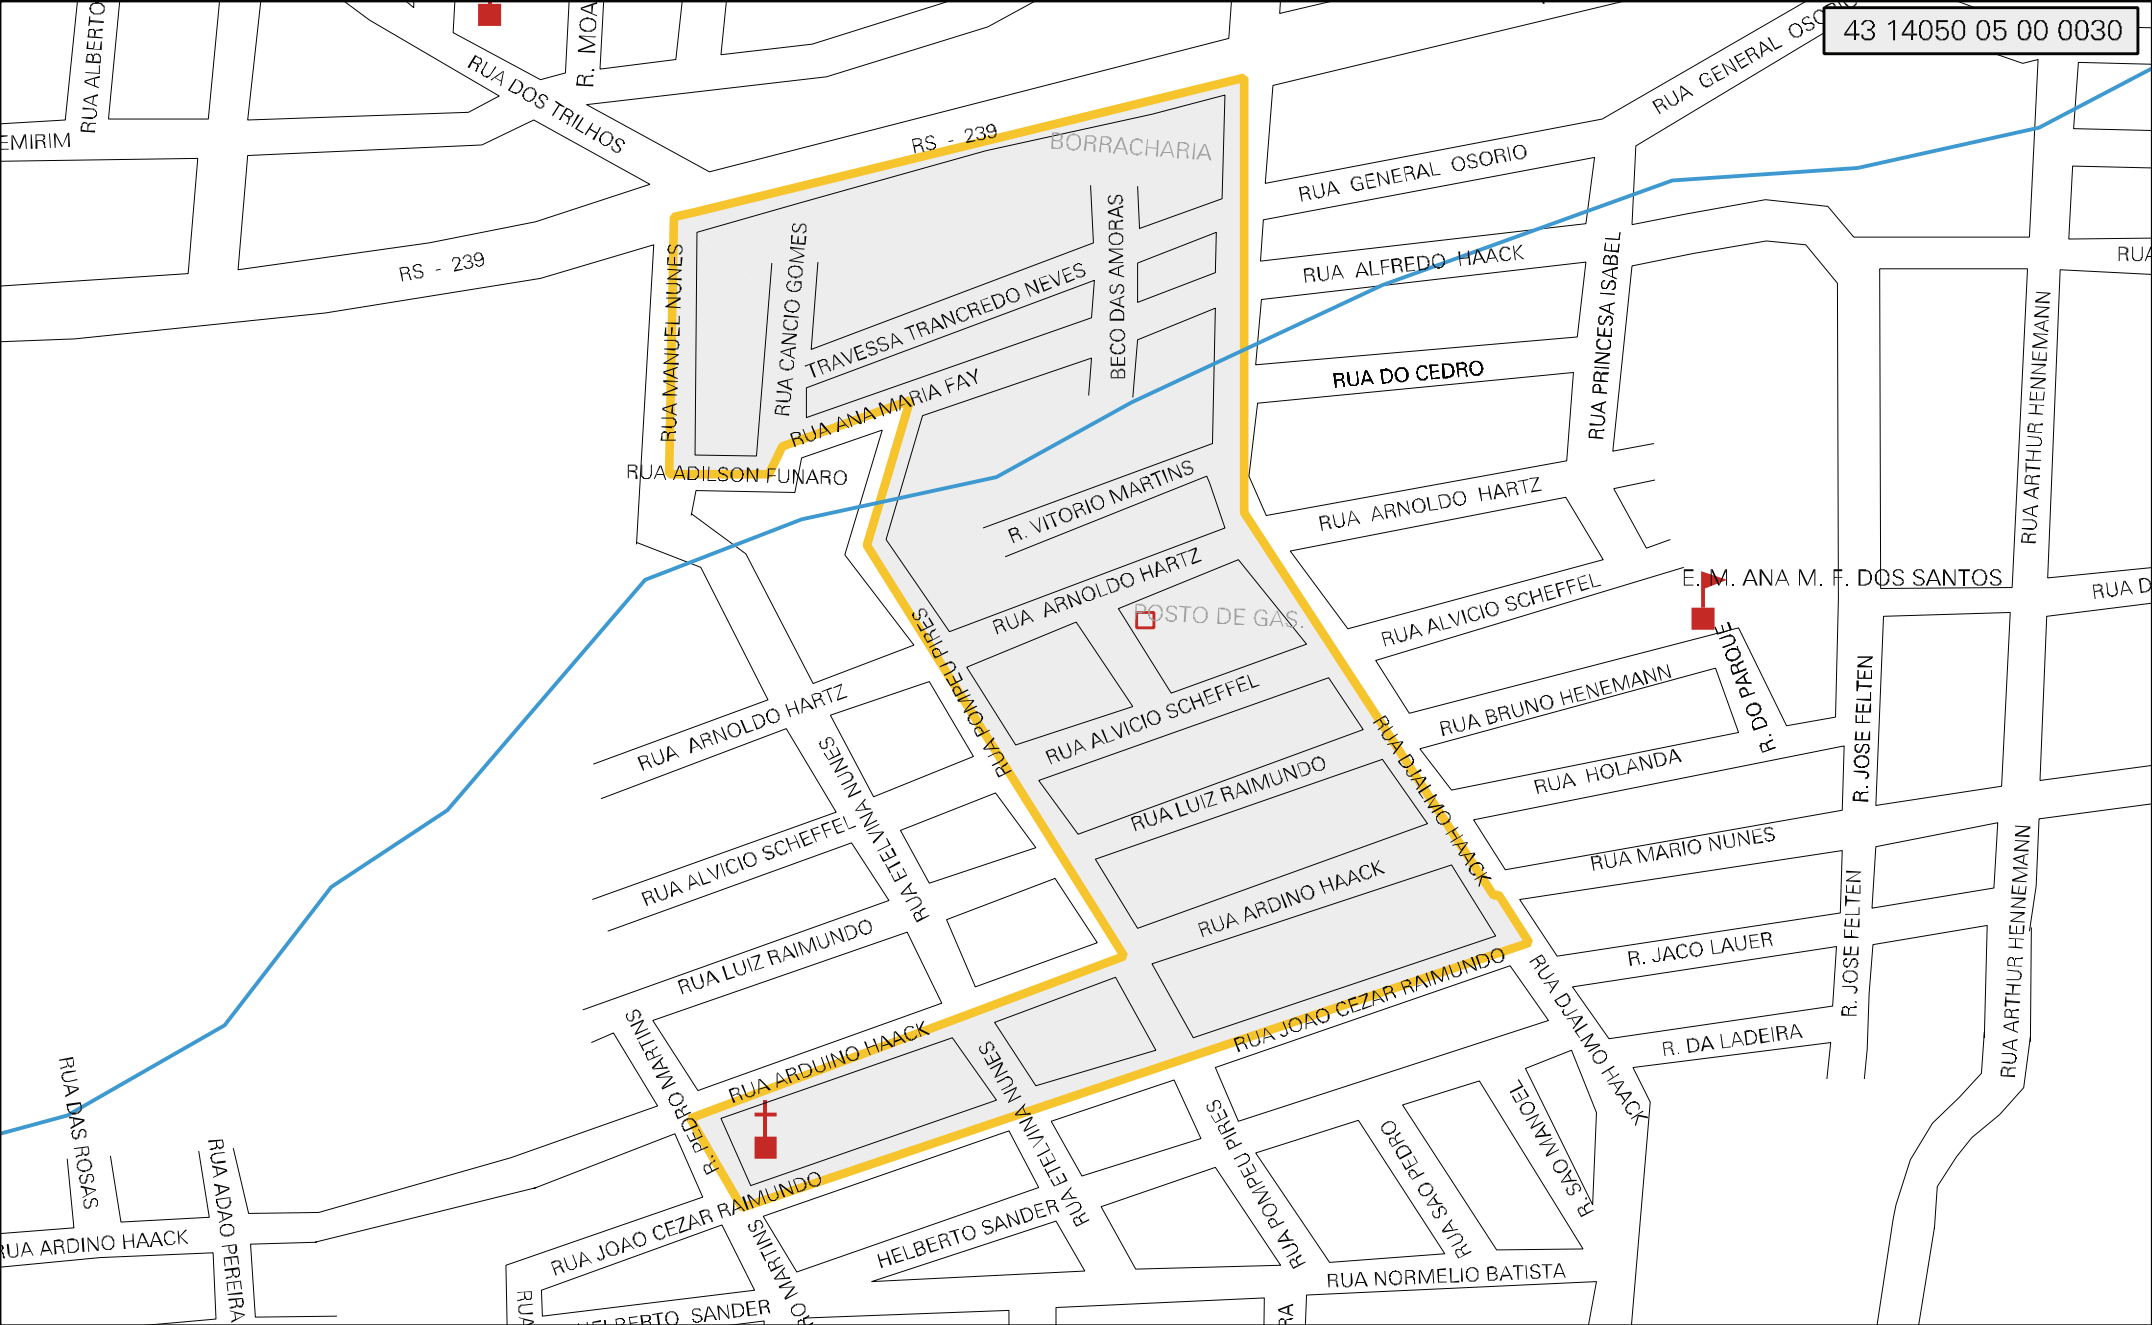 43 14050 05 00 0030
RUA ALBERTO
R. MOA
RUA DOS TRILHOS
RUA GENERAL OSORIO
EMIRIM
RS - 239
BORRACHARIA
RUA GENERAL OSORIO
RS - 239
RUA MANUEL NUNES
RUA CANCIO GOMES
BECO DAS AMORAS
TRAVESSA TRANCREDO NEVES
RUA ALFREDO HAACK
RUA PRINCESA ISABEL
RUA
RUA ARTHUR HENNEMANN
RUA DO CEDRO
RUA ANA MARIA FAY
RUA ADILSON FUNARO
R. VITORIO MARTINS
RUA ARNOLDO HARTZ
RUA ARNOLDO HARTZ
E. M. ANA M. F. DOS SANTOS
RUA D
POSTO DE GAS.
RUA ALVICIO SCHEFFEL
RUA POMPEU PIRES
R. DO PARQUE
RUA ARNOLDO HARTZ
RUA ALVICIO SCHEFFEL
RUA BRUNO HENEMANN
R. JOSE FELTEN
RUA ETELVINA NUNES
RUA DJALMO HAACK
RUA HOLANDA
RUA LUIZ RAIMUNDO
RUA ALVICIO SCHEFFEL
RUA MARIO NUNES
RUA ARDINO HAACK
RUA LUIZ RAIMUNDO
R. JOSE FELTEN
RUA ARTHUR HENNEMANN
R. JACO LAUER
RUA JOAO CEZAR RAIMUNDO
RUA DJALMO HAACK
R. DA LADEIRA
R. PEDRO MARTINS
RUA ARDUINO HAACK
RUA ETELVINA NUNES
RUA POMPEU PIRES
RUA SAO PEDRO
R. SAO MANOEL
RUA DAS ROSAS
RUA ADAO PEREIRA
RUA ARDINO HAACK
RUA JOAO CEZAR RAIMUNDO
HELBERTO SANDER
RUA NORMELIO BATISTA
RUA
HELBERTO SANDER
RO MARTINS
RA